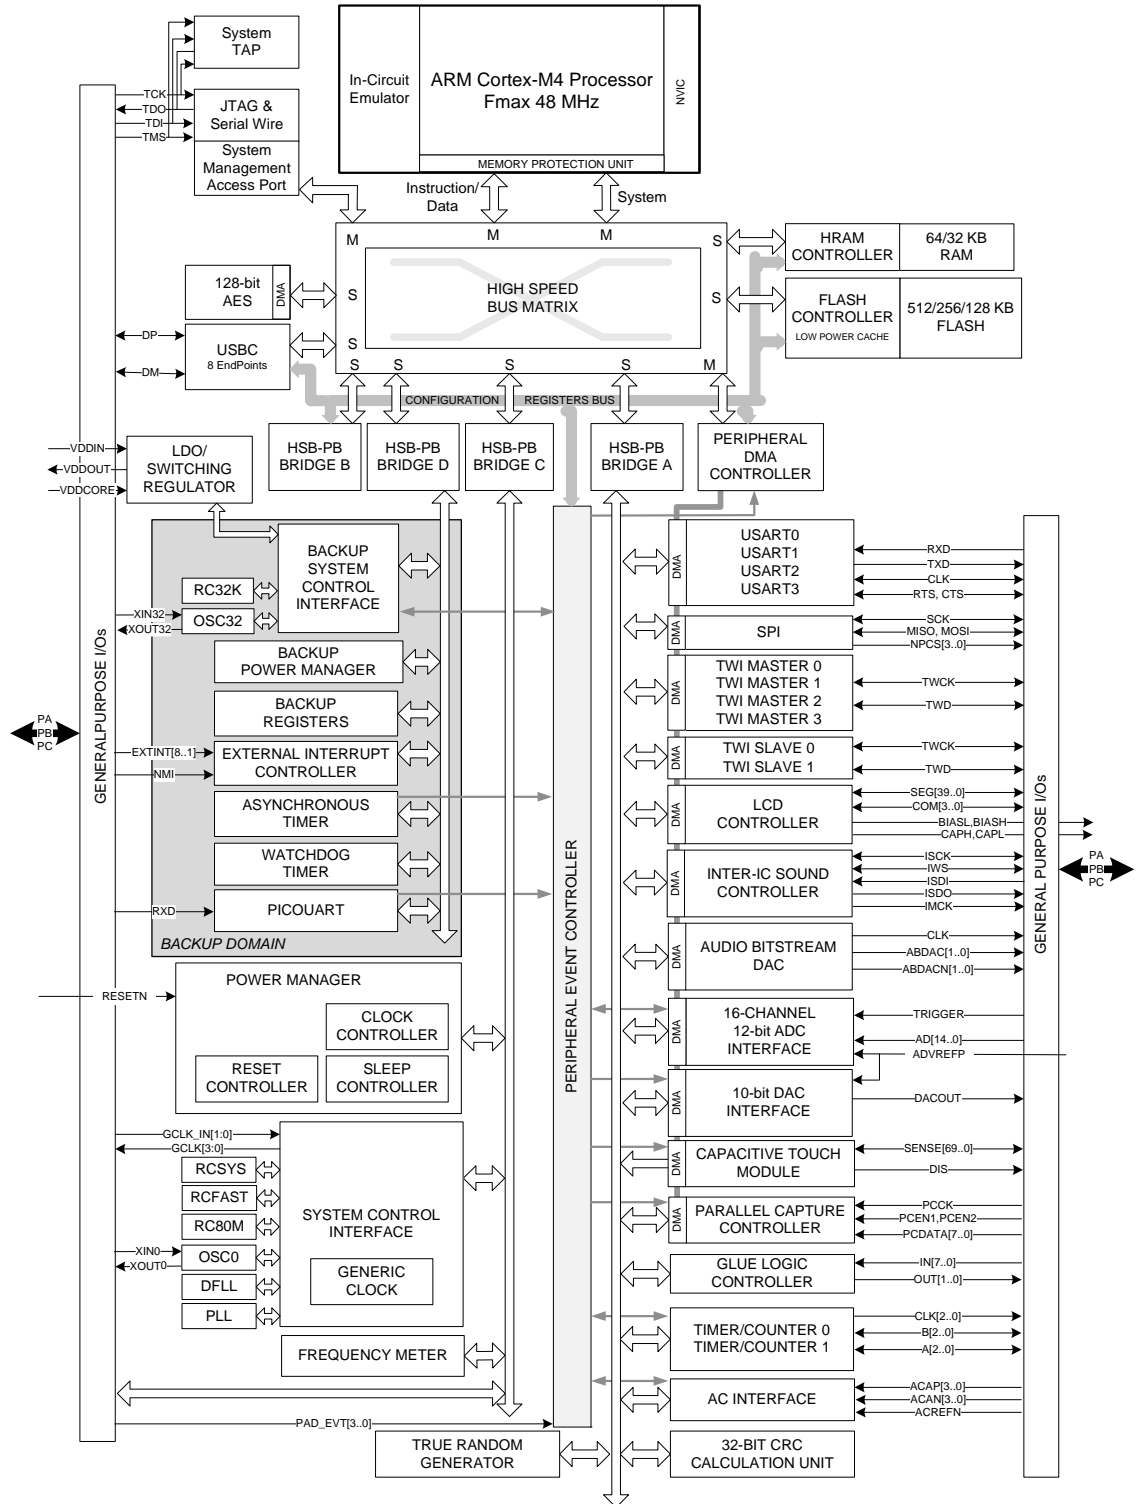 System
TAP
TCK
TDO
TDI
TMS
JTAG &
Serial Wire
System
Management
Access Port
In-Circuit
Emulator
ARM Cortex-M4 Processor
Fmax 48 MHz
NVIC
MEMORY PROTECTION UNIT
Instruction/
Data
System
M
M
M
S
HRAM
CONTROLLER
64/32 KB
RAM
128-bit
AES
DMA
S
HIGH SPEED
BUS MATRIX
S
FLASH
CONTROLLER
LOW POWER CACHE
512/256/128 KB
FLASH
DP
DM
USBC
8 EndPoints
S
S
S
S
S
M
CONFIGURATION
REGISTERS BUS
VDDIN
VDDOUT
VDDCORE
LDO/
SWITCHING
REGULATOR
HSB-PB
BRIDGE B
HSB-PB
BRIDGE D
HSB-PB
BRIDGE C
HSB-PB
BRIDGE A
PERIPHERAL
DMA
CONTROLLER
GENERALPURPOSE I/Os
PA
PB
PC
BACKUP
SYSTEM
CONTROL
INTERFACE
RC32K
OSC32
XIN32
XOUT32
BACKUP
POWER MANAGER
BACKUP
REGISTERS
EXTINT[8..1]
NMI
EXTERNAL INTERRUPT
CONTROLLER
ASYNCHRONOUS
TIMER
WATCHDOG
TIMER
RXD
PICOUART
BACKUP DOMAIN
RESETN
POWER MANAGER
CLOCK
CONTROLLER
RESET
CONTROLLER
SLEEP
CONTROLLER
GCLK_IN[1:0]
GCLK[3:0]
RCSYS
RCFAST
RC80M
XIN0
XOUT0
OSC0
DFLL
PLL
SYSTEM CONTROL
INTERFACE
GENERIC
CLOCK
FREQUENCY METER
PAD_EVT[3..0]
TRUE RANDOM
GENERATOR
PERIPHERAL EVENT CONTROLLER
DMA
USART0
USART1
USART2
USART3
RXD
TXD
CLK
RTS, CTS
DMA
SPI
SCK
MISO, MOSI
NPCS[3..0]
DMA
TWI MASTER 0
TWI MASTER 1
TWI MASTER 2
TWI MASTER 3
TWCK
TWD
DMA
TWI SLAVE 0
TWI SLAVE 1
TWCK
TWD
DMA
LCD
CONTROLLER
SEG[39..0]
COM[3..0]
BIASL,BIASH
CAPH,CAPL
DMA
INTER-IC SOUND
CONTROLLER
ISCK
IWS
ISDI
ISDO
IMCK
DMA
AUDIO BITSTREAM
DAC
CLK
ABDAC[1..0]
ABDACN[1..0]
DMA
16-CHANNEL
12-bit ADC
INTERFACE
TRIGGER
AD[14..0]
ADVREFP
DMA
10-bit DAC
INTERFACE
DACOUT
DMA
CAPACITIVE TOUCH
MODULE
SENSE[69..0]
DIS
DMA
PARALLEL CAPTURE
CONTROLLER
PCCK
PCEN1,PCEN2
PCDATA[7..0]
GLUE LOGIC
CONTROLLER
IN[7..0]
OUT[1..0]
TIMER/COUNTER 0
TIMER/COUNTER 1
CLK[2..0]
B[2..0]
A[2..0]
AC INTERFACE
ACAP[3..0]
ACAN[3..0]
ACREFN
32-BIT CRC
CALCULATION UNIT
GENERAL PURPOSE I/Os
PA
PB
PC